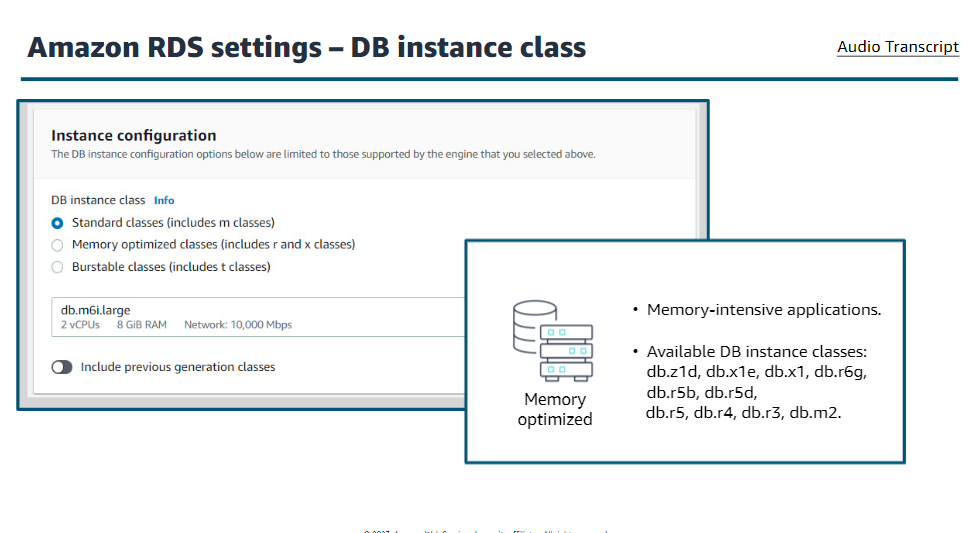 Amazon RDS settings – DB instance class
Audio Transcript
Instance configuration
The DB instance configuration options below are limited to those supported by the engine that you selected above.
DB instance class Info
Standard classes (includes m classes)
Memory optimized classes (includes r and x classes)
Burstable classes (includes t classes)
db.m6i.large
2 vCPUs 8 GiB RAM Network: 10,000 Mbps
Include previous generation classes
Memory
optimized
• Memory-intensive applications.
• Available DB instance classes:
db.z1d, db.x1e, db.x1, db.r6g,
db.r5b, db.r5d,
db.r5, db.r4, db.r3, db.m2.